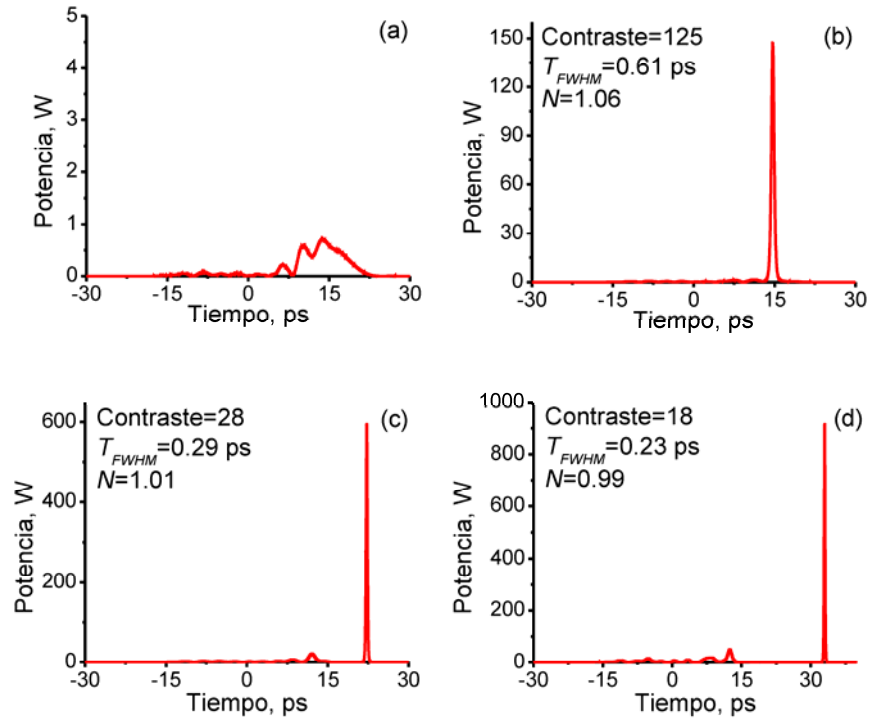 (a)
Potencia, W
5
4
3
2
1
0
-30 -15 0 15 30
Tiempo, ps
(b)
Contraste=125
T_FWHM=0.61 ps
N=1.06
Potencia, W
150
120
90
60
30
0
-30 -15 0 15 30
Tiempo, ps
(c)
Contraste=28
T_FWHM=0.29 ps
N=1.01
Potencia, W
600
400
200
0
-30 -15 0 15 30
Tiempo, ps
(d)
Contraste=18
T_FWHM=0.23 ps
N=0.99
Potencia, W
1000
800
600
400
200
0
-30 -15 0 15 30
Tiempo, ps